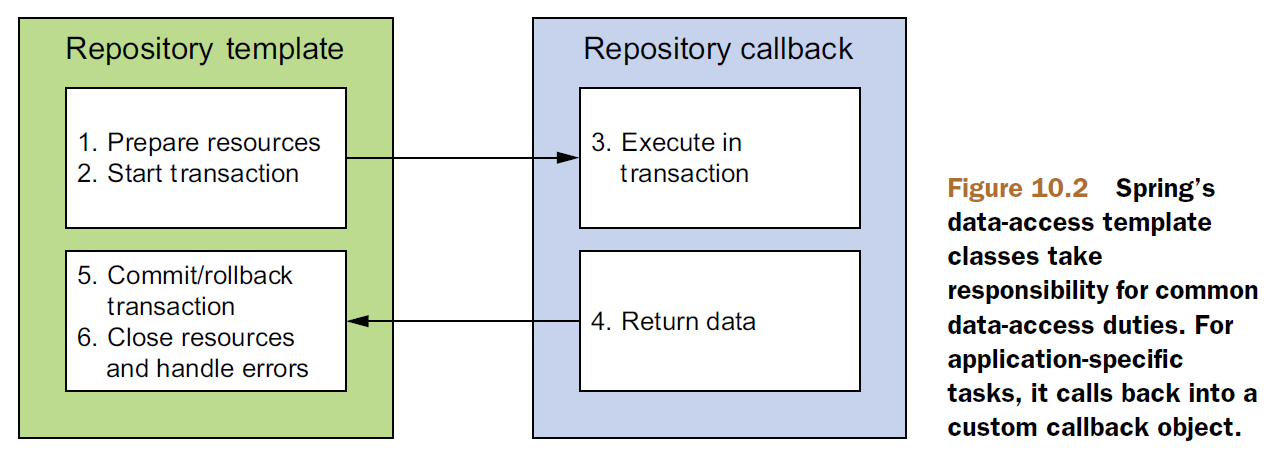 Repository template
1. Prepare resources
2. Start transaction
5. Commit/rollback
transaction
6. Close resources
and handle errors
Repository callback
3. Execute in
transaction
4. Return data
Figure 10.2 Spring’s
data-access template
classes take
responsibility for common
data-access duties. For
application-specific
tasks, it calls back into a
custom callback object.